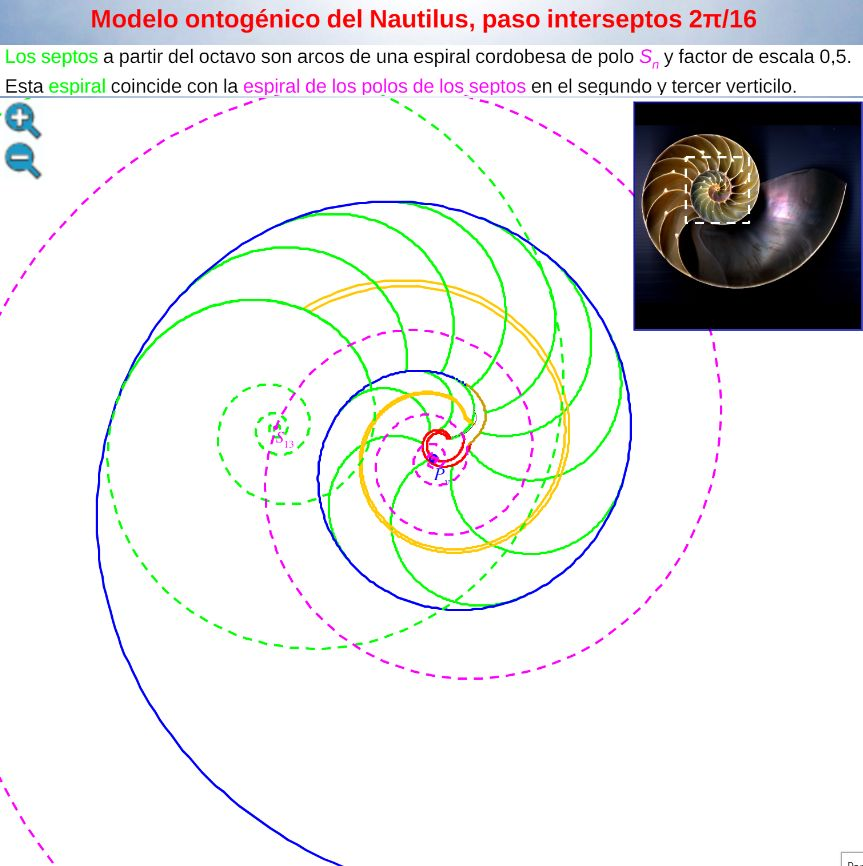 Modelo ontogénico del Nautilus, paso interseptos 2π/16
Los septos a partir del octavo son arcos de una espiral cordobesa de polo Sn y factor de escala 0,5.
Esta espiral coincide con la espiral de los polos de los septos en el segundo y tercer verticilo.
S13
P